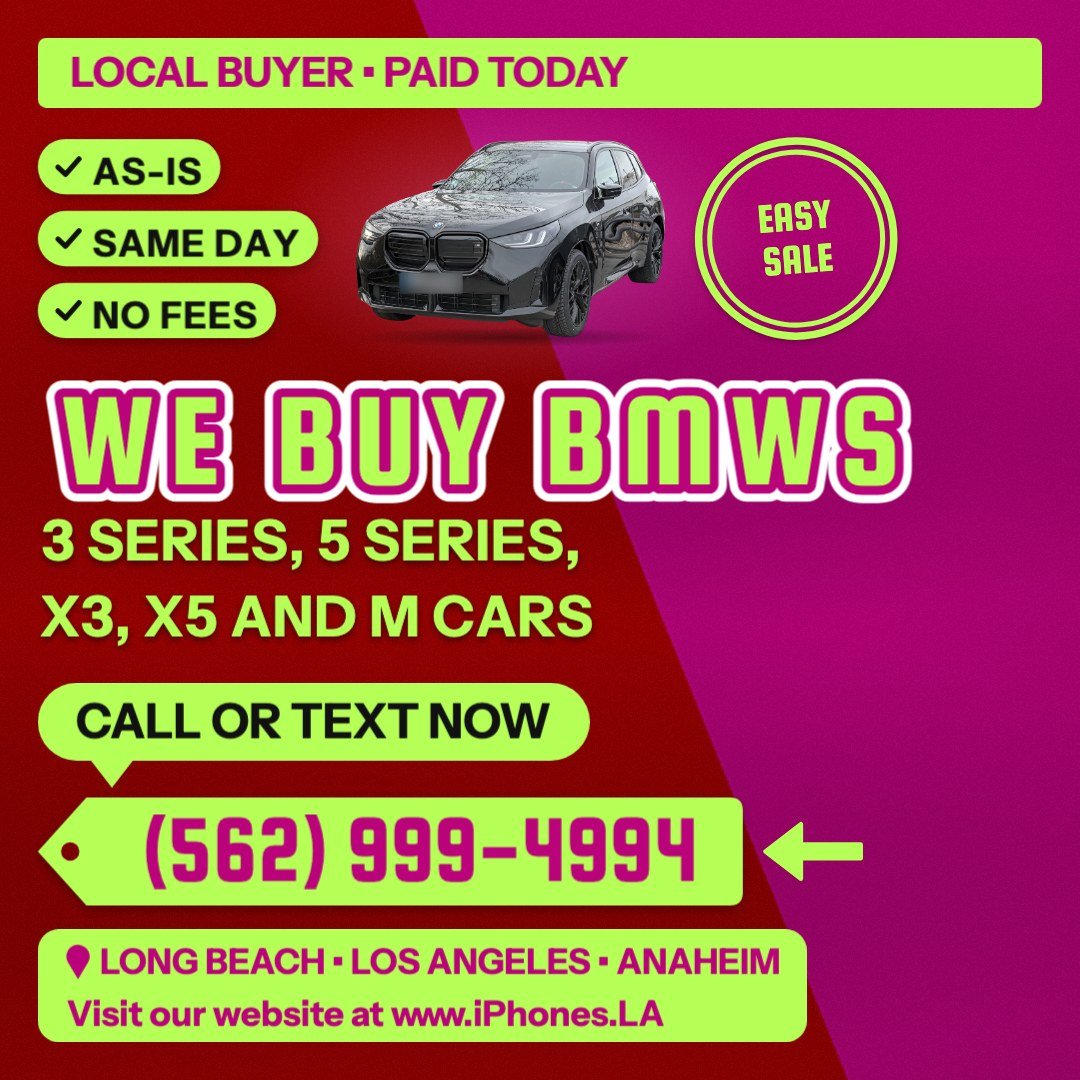 LOCAL BUYER ▪ PAID TODAY
AS-IS
SAME DAY
NO FEES
EASY
SALE
WE BUY BMWS
3 SERIES, 5 SERIES,
X3, X5 AND M CARS
CALL OR TEXT NOW
(562) 999-4994
LONG BEACH ▪ LOS ANGELES ▪ ANAHEIM
Visit our website at www.iPhones.LA